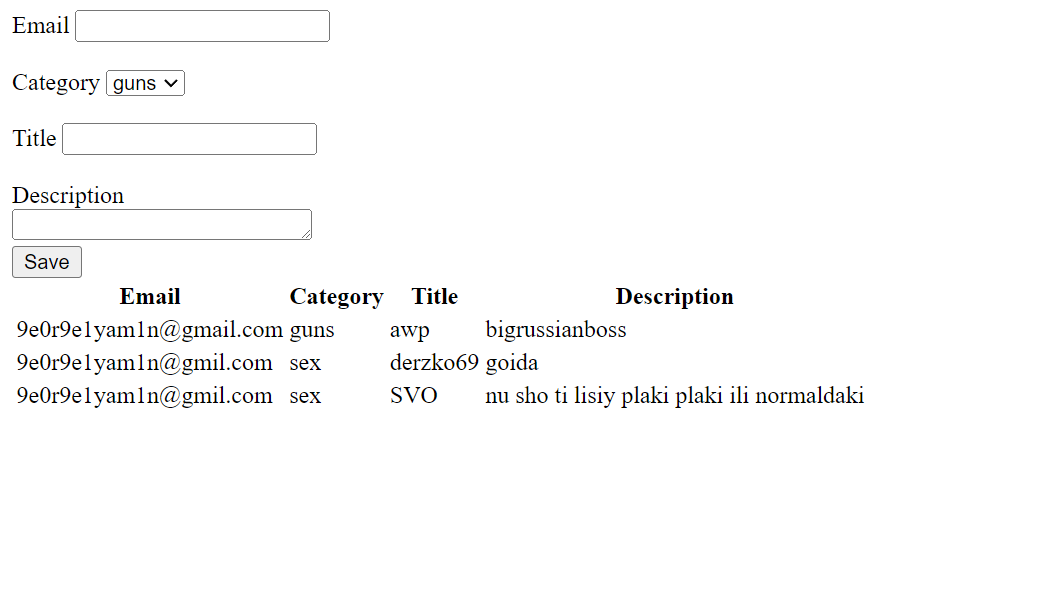 Email
Category guns
Title
Description
Save
Email Category Title Description
9e0r9e1yam1n@gmail.com guns awp bigrussianboss
9e0r9e1yam1n@gmil.com sex derzko69 goida
9e0r9e1yam1n@gmil.com sex SVO nu sho ti lisiy plaki plaki ili normaldaki